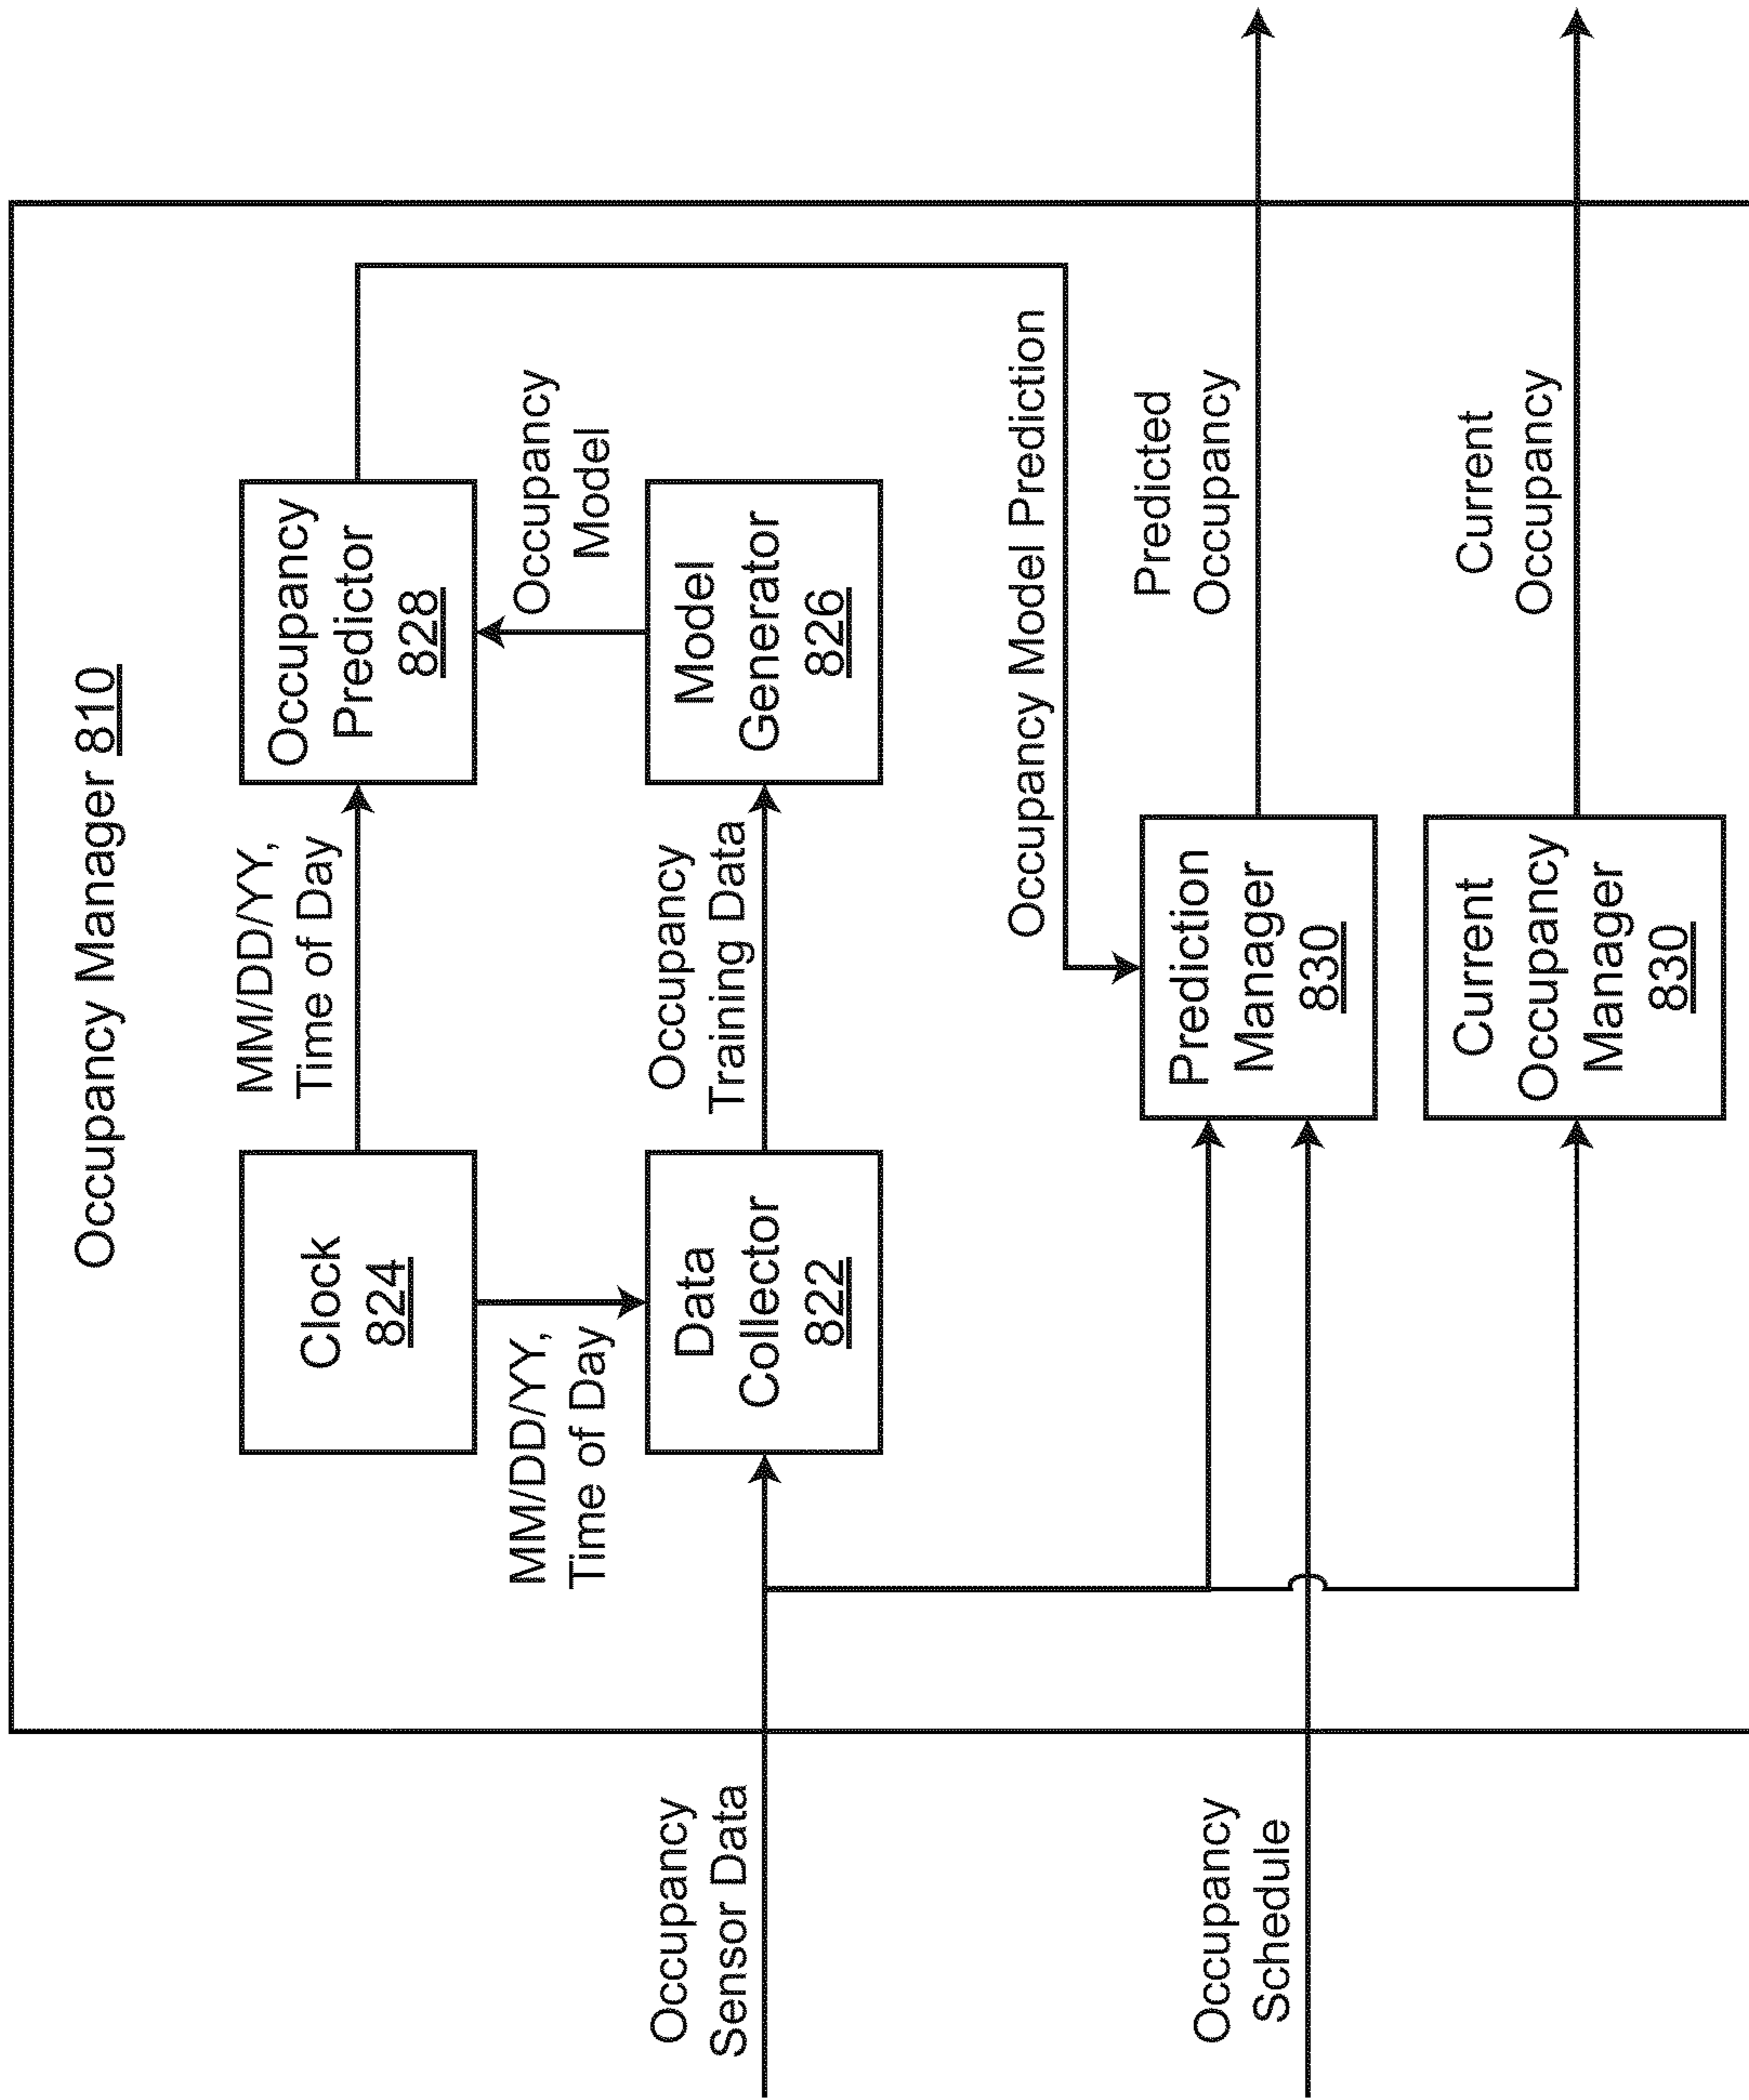 Occupancy Manager 810
Clock
824
MM/DD/YY,
Time of Day
Occupancy
Predictor
828
MM/DD/YY,
Time of Day
Occupancy
Model
Occupancy
Sensor Data
Data
Collector
822
Occupancy
Training Data
Model
Generator
826
Occupancy Model Prediction
Occupancy
Schedule
Prediction
Manager
830
Predicted
Occupancy
Current
Occupancy
Manager
830
Current
Occupancy